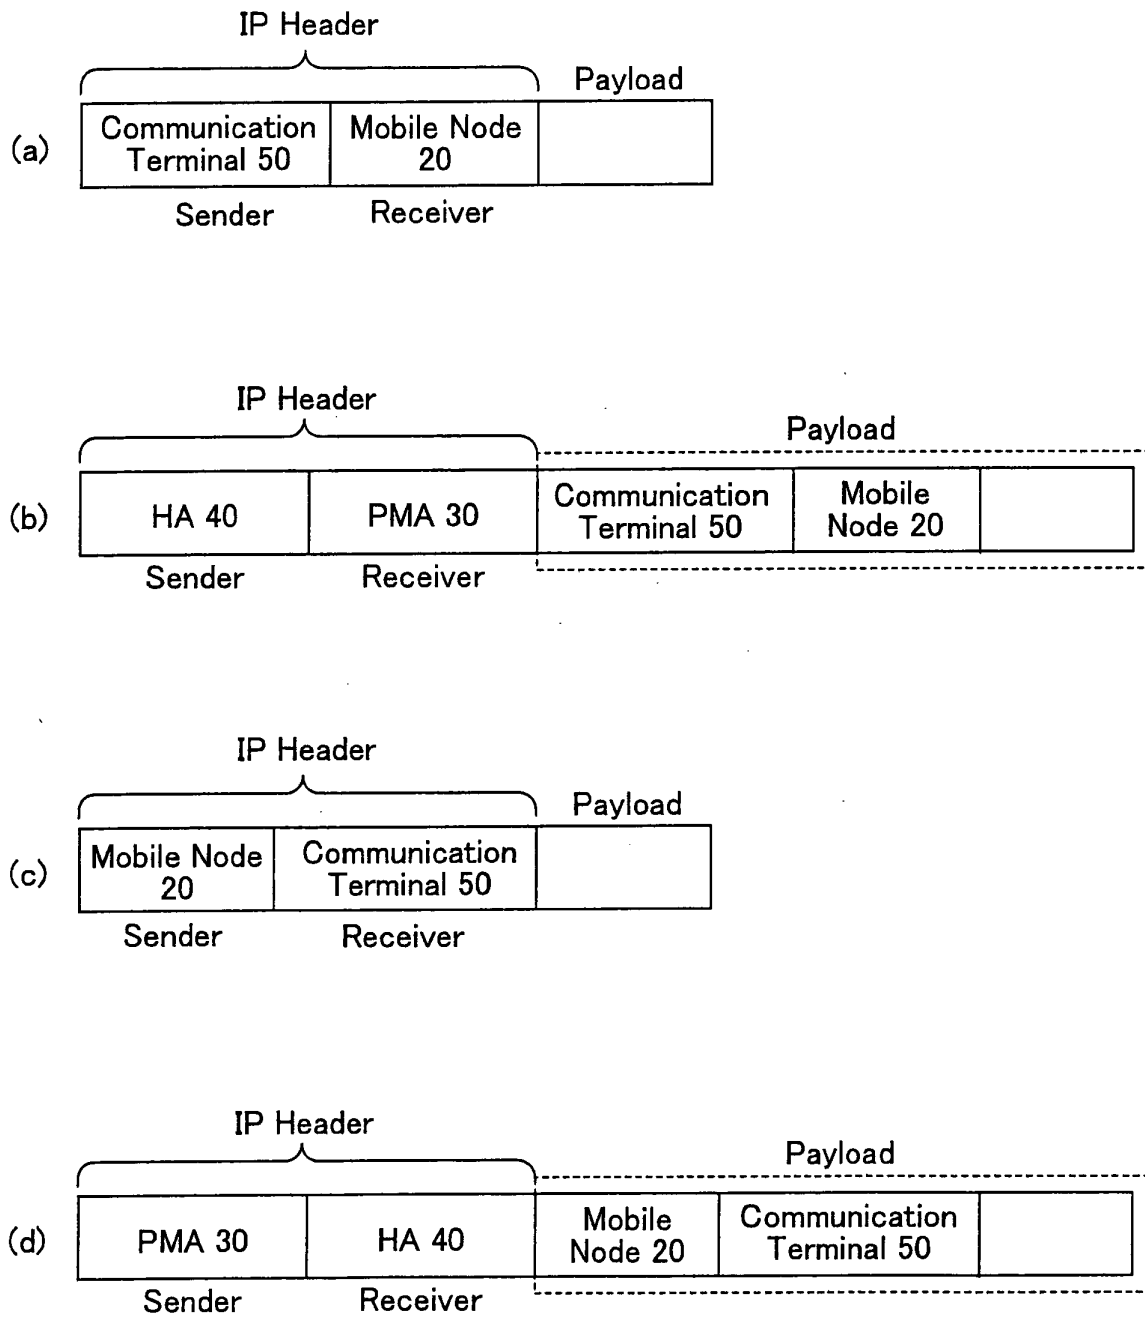 IP Header
Payload
(a)
Communication
Terminal 50
Mobile Node
20
Sender
Receiver
IP Header
Payload
(b)
HA 40
PMA 30
Communication
Terminal 50
Mobile
Node 20
Sender
Receiver
IP Header
Payload
(c)
Mobile Node
20
Communication
Terminal 50
Sender
Receiver
IP Header
Payload
(d)
PMA 30
HA 40
Mobile
Node 20
Communication
Terminal 50
Sender
Receiver